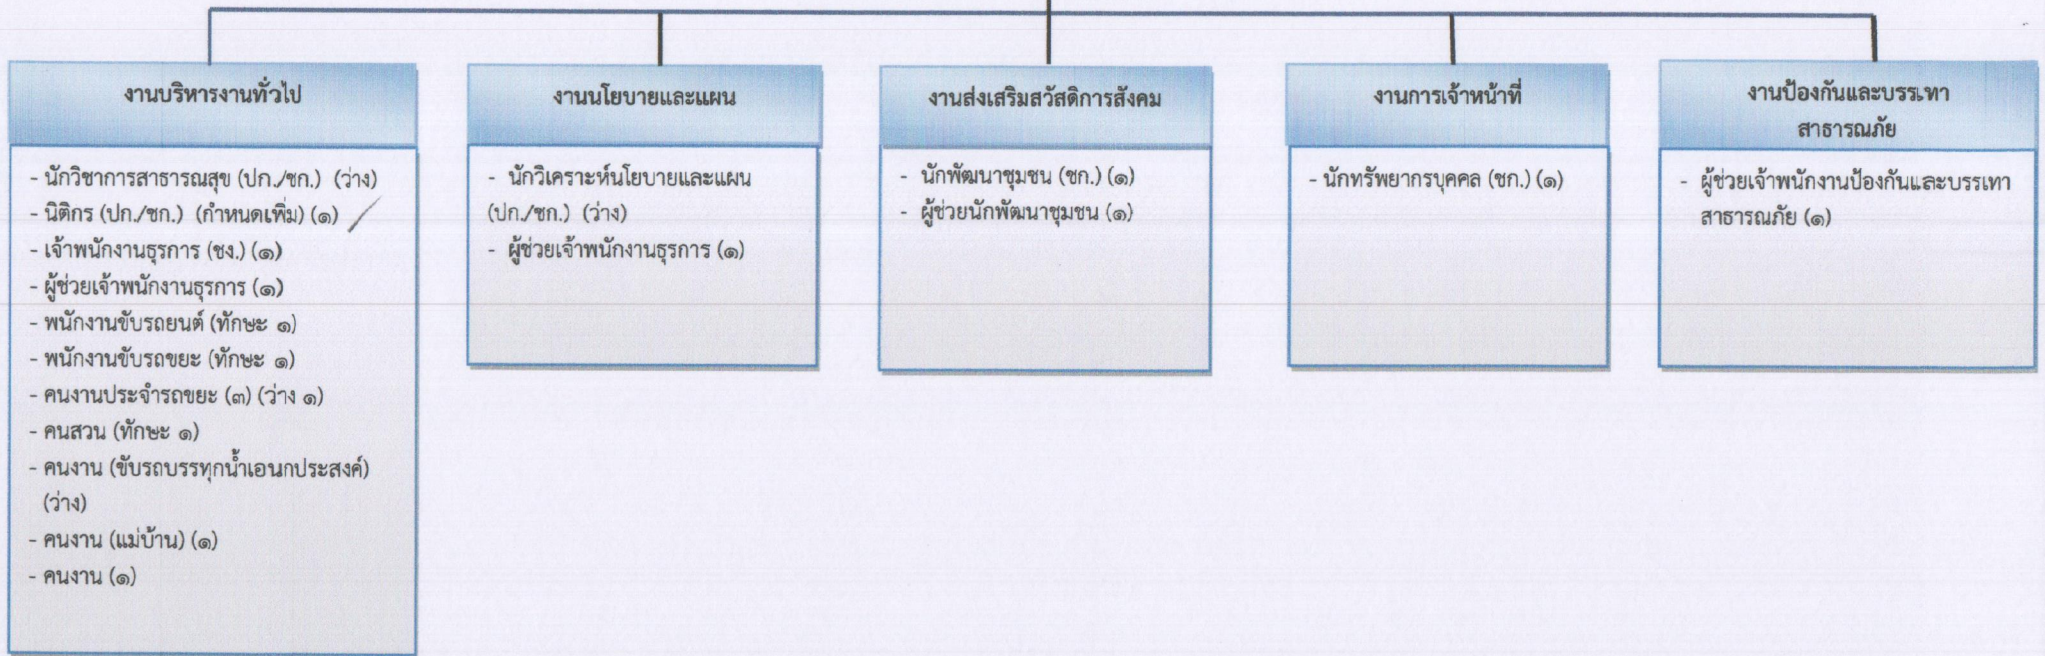 งานบริหารงานทั่วไป
- นักวิชาการสาธารณสุข (ปก./ชก.) (ว่าง)
- นิติกร (ปก./ชก.) (กำหนดเพิ่ม) (๑)
- เจ้าพนักงานธุรการ (ชง.) (๑)
- ผู้ช่วยเจ้าพนักงานธุรการ (๑)
- พนักงานขับรถยนต์ (ทักษะ ๑)
- พนักงานขับรถขยะ (ทักษะ ๑)
- คนงานประจำรถขยะ (๓) (ว่าง ๑)
- คนสวน (ทักษะ ๑)
- คนงาน (ขับรถบรรทุกน้ำเอนกประสงค์)
(ว่าง)
- คนงาน (แม่บ้าน) (๑)
- คนงาน (๑)
งานนโยบายและแผน
- นักวิเคราะห์นโยบายและแผน
(ปก./ชก.) (ว่าง)
- ผู้ช่วยเจ้าพนักงานธุรการ (๑)
งานส่งเสริมสวัสดิการสังคม
- นักพัฒนาชุมชน (ชก.) (๑)
- ผู้ช่วยนักพัฒนาชุมชน (๑)
งานการเจ้าหน้าที่
- นักทรัพยากรบุคคล (ชก.) (๑)
งานป้องกันและบรรเทา
สาธารณภัย
- ผู้ช่วยเจ้าพนักงานป้องกันและบรรเทา
สาธารณภัย (๑)